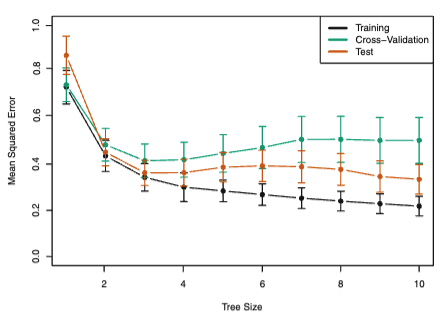 Training
Cross−Validation
Test
1.0
0.8
0.6
0.4
0.2
0.0
Mean Squared Error
2 4 6 8 10
Tree Size